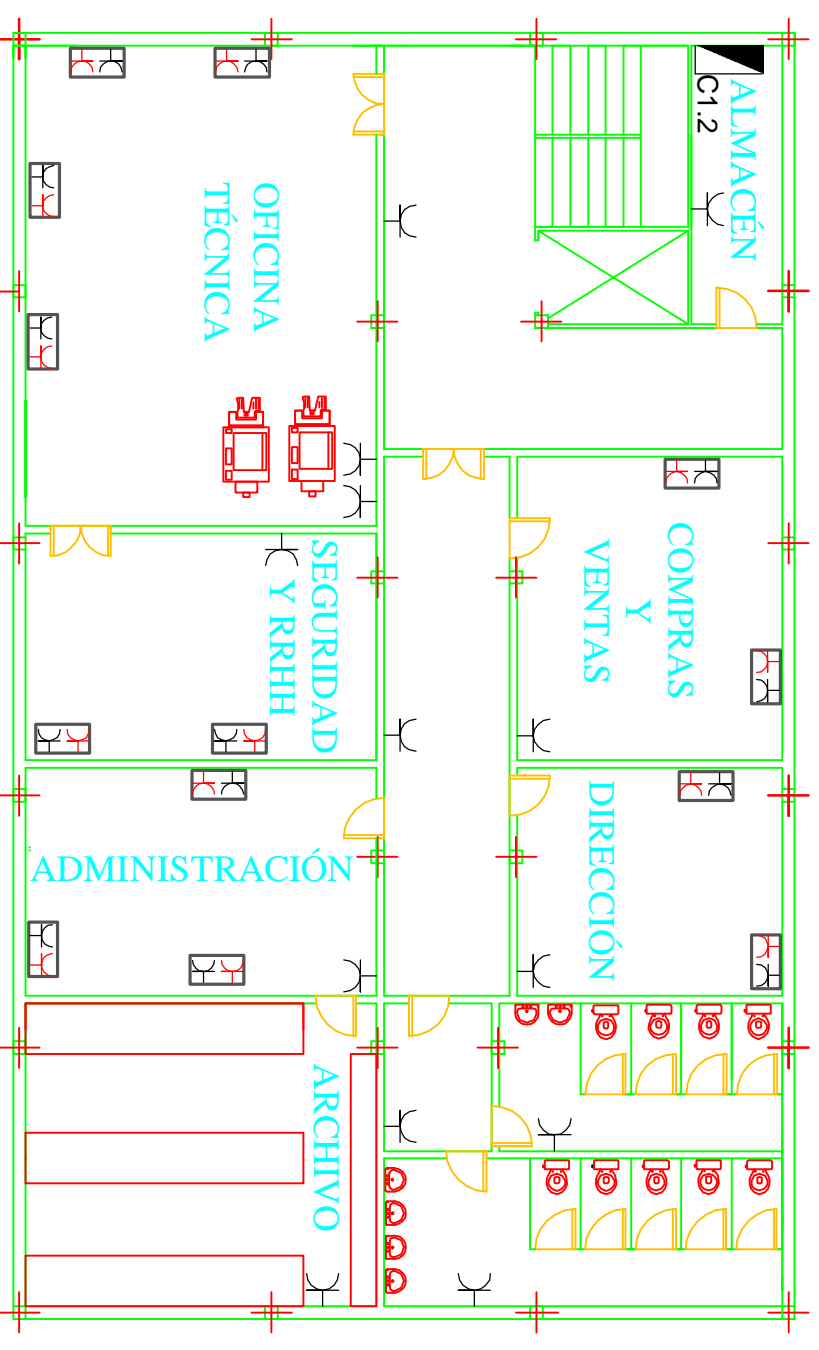 ALMACÉN
C1.2
OFICINA
TÉCNICA
COMPRAS
Y
VENTAS
SEGURIDAD
Y RRHH
DIRECCIÓN
ADMINISTRACIÓN
ARCHIVO